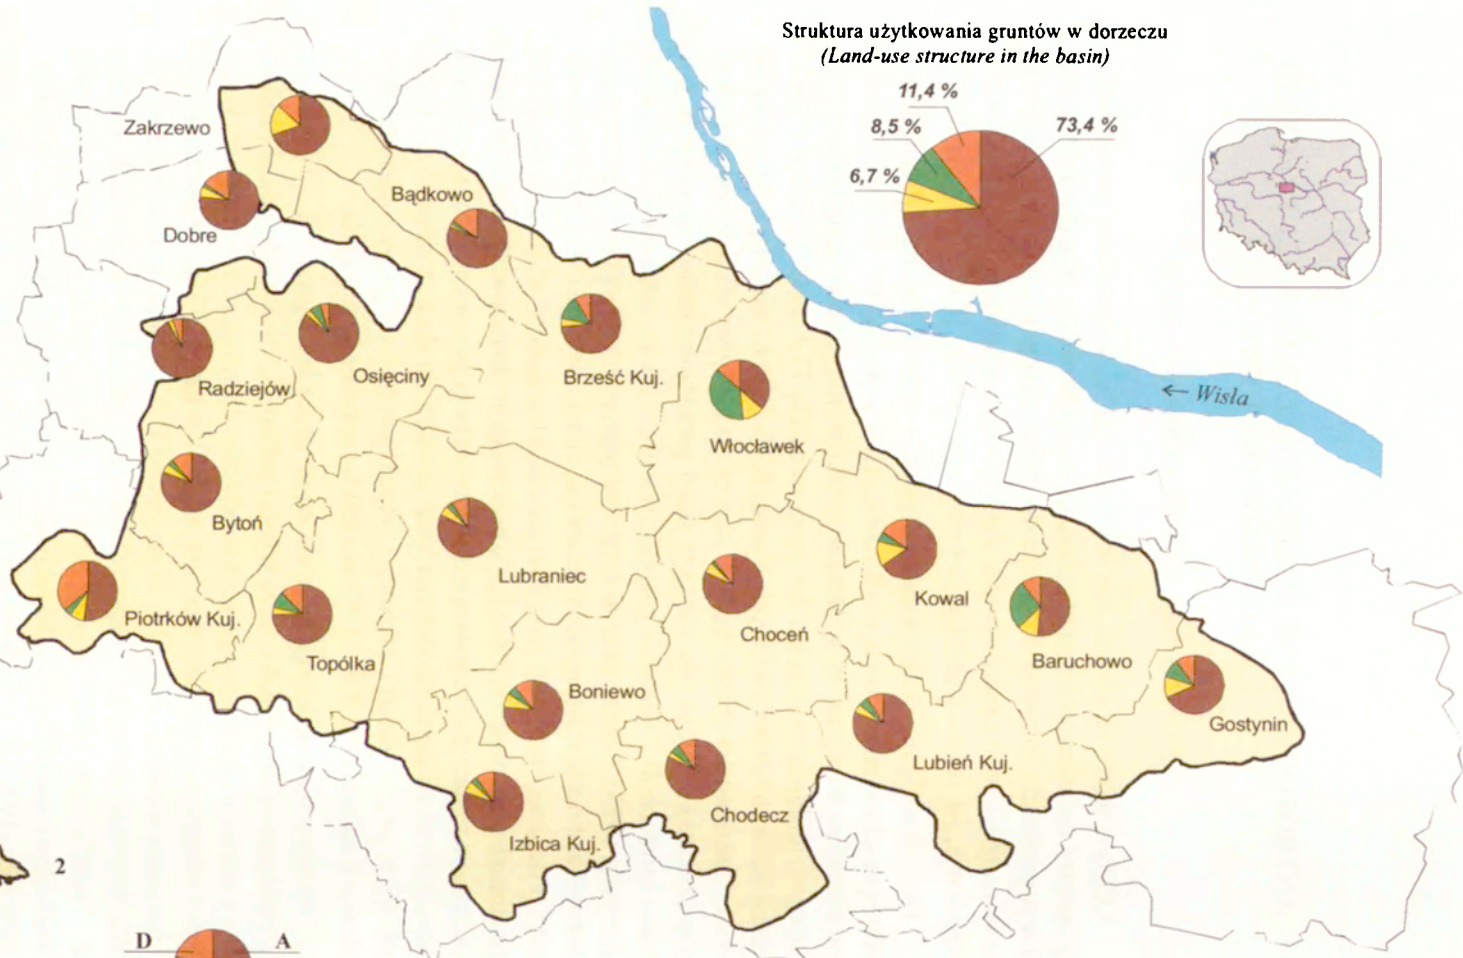 Struktura użytkowania gruntów w dorzeczu
(Land-use structure in the basin)
11,4 %
8,5 %
73,4 %
6,7 %
Zakrzewo
Bądkowo
Dobre
Radziejów
Osięciny
Brześć Kuj.
← Wisła
Włocławek
Bytoń
Lubraniec
Kowal
Piotrków Kuj.
Choceń
Topólka
Baruchowo
Boniewo
Gostynin
Lubień Kuj.
Chodecz
Izbica Kuj.
2
D
A